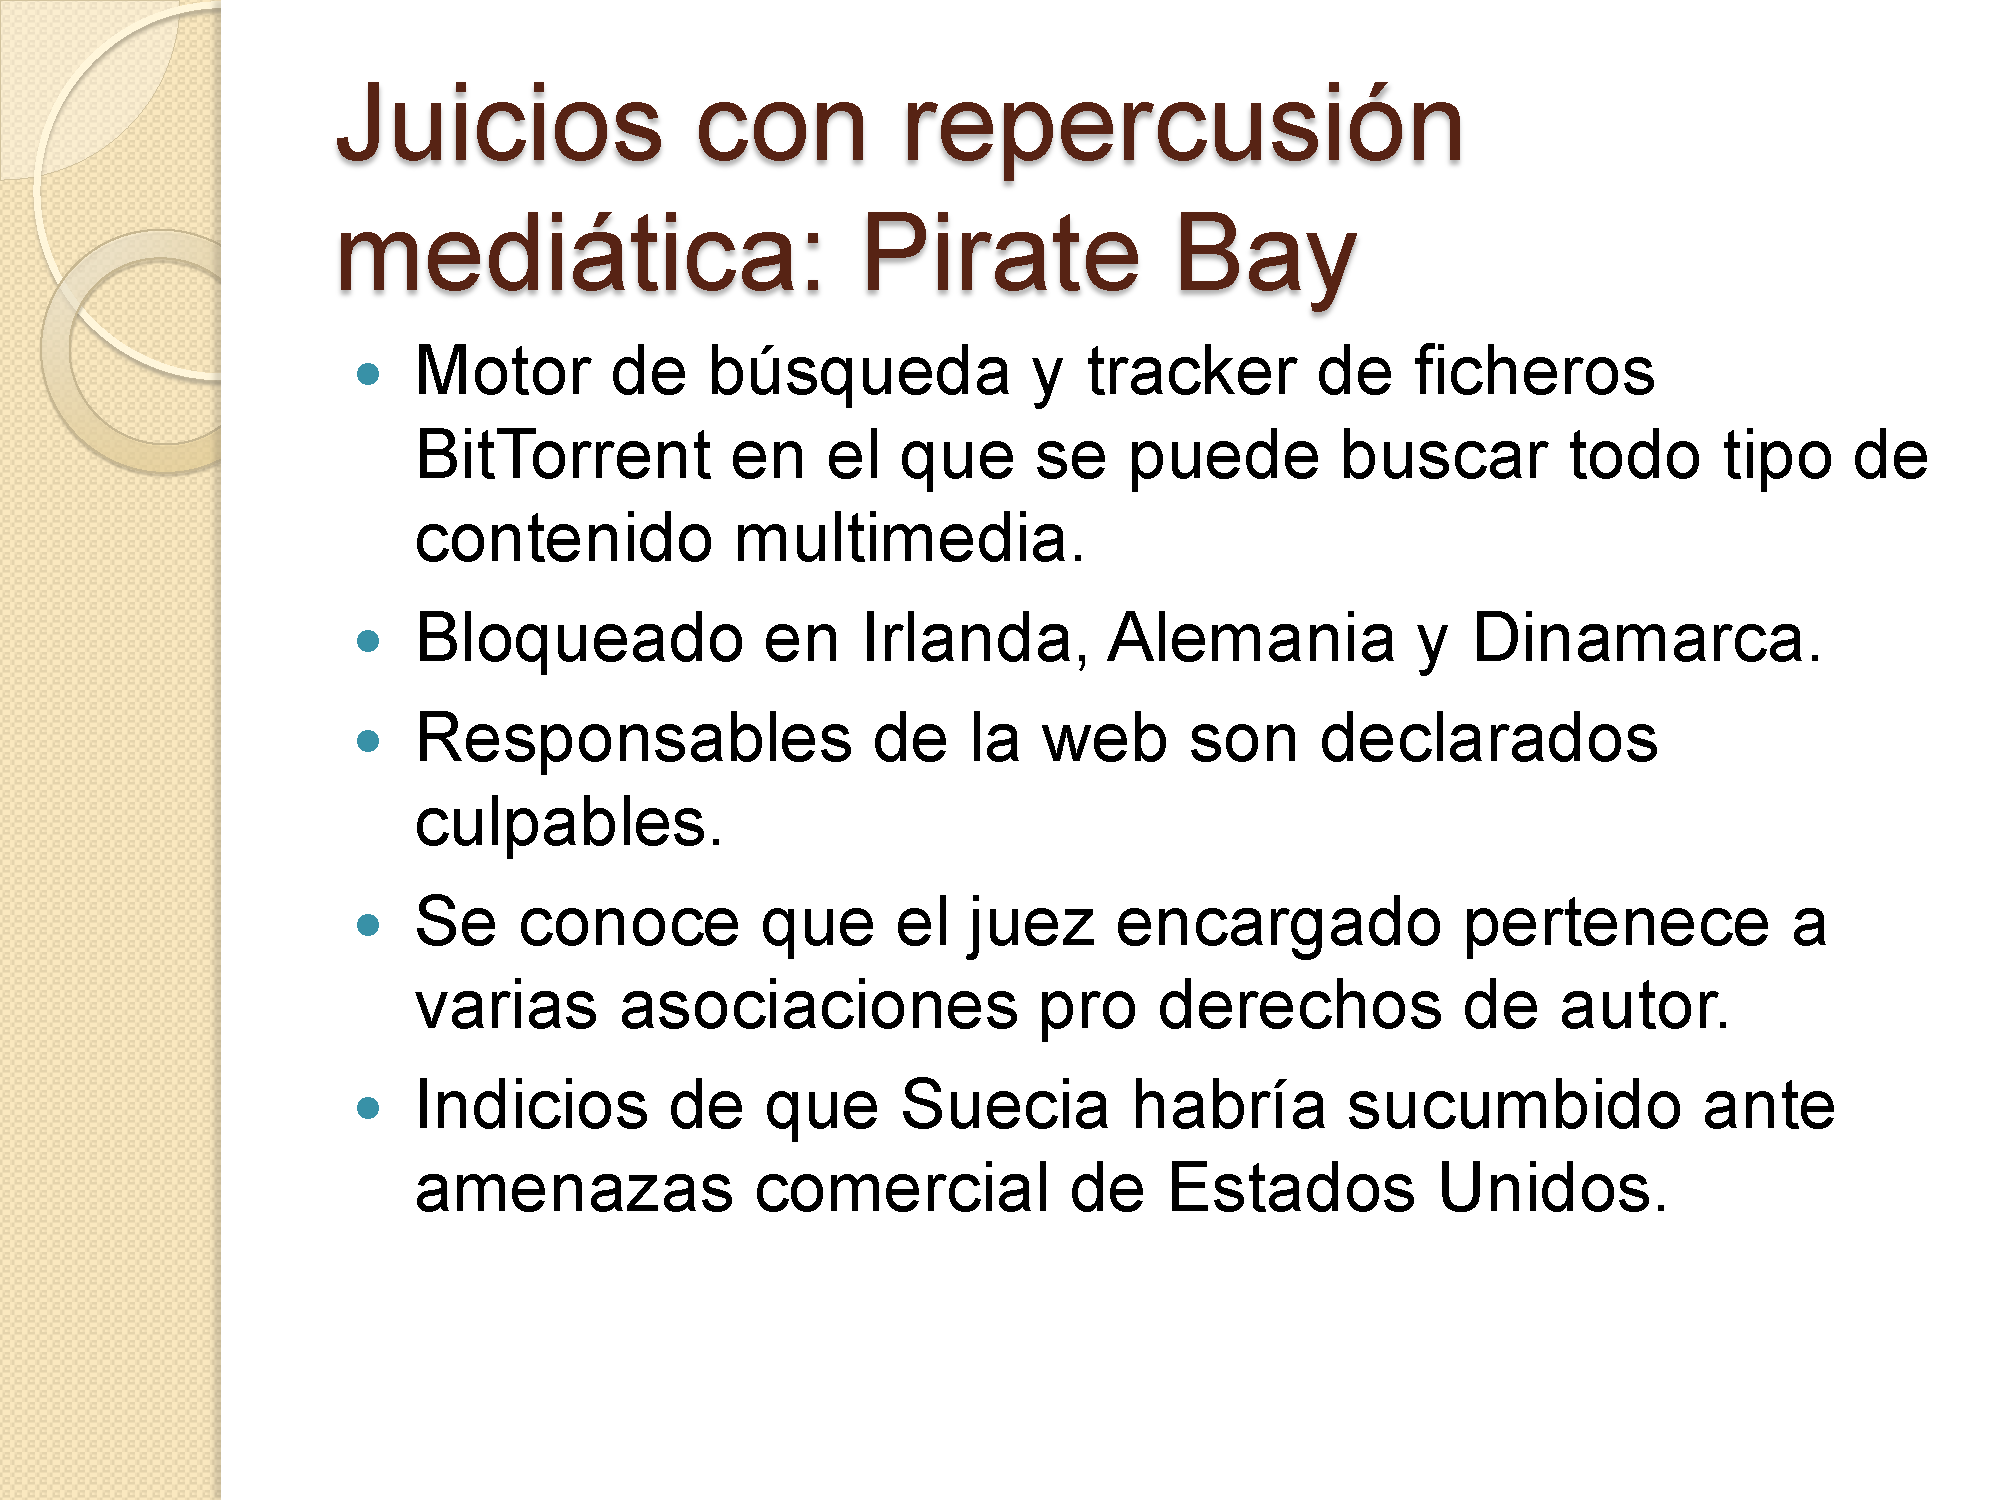 Juicios con repercusión
mediática: Pirate Bay
• Motor de búsqueda y tracker de ficheros
BitTorrent en el que se puede buscar todo tipo de
contenido multimedia.
• Bloqueado en Irlanda, Alemania y Dinamarca.
• Responsables de la web son declarados
culpables.
• Se conoce que el juez encargado pertenece a
varias asociaciones pro derechos de autor.
• Indicios de que Suecia habría sucumbido ante
amenazas comercial de Estados Unidos.